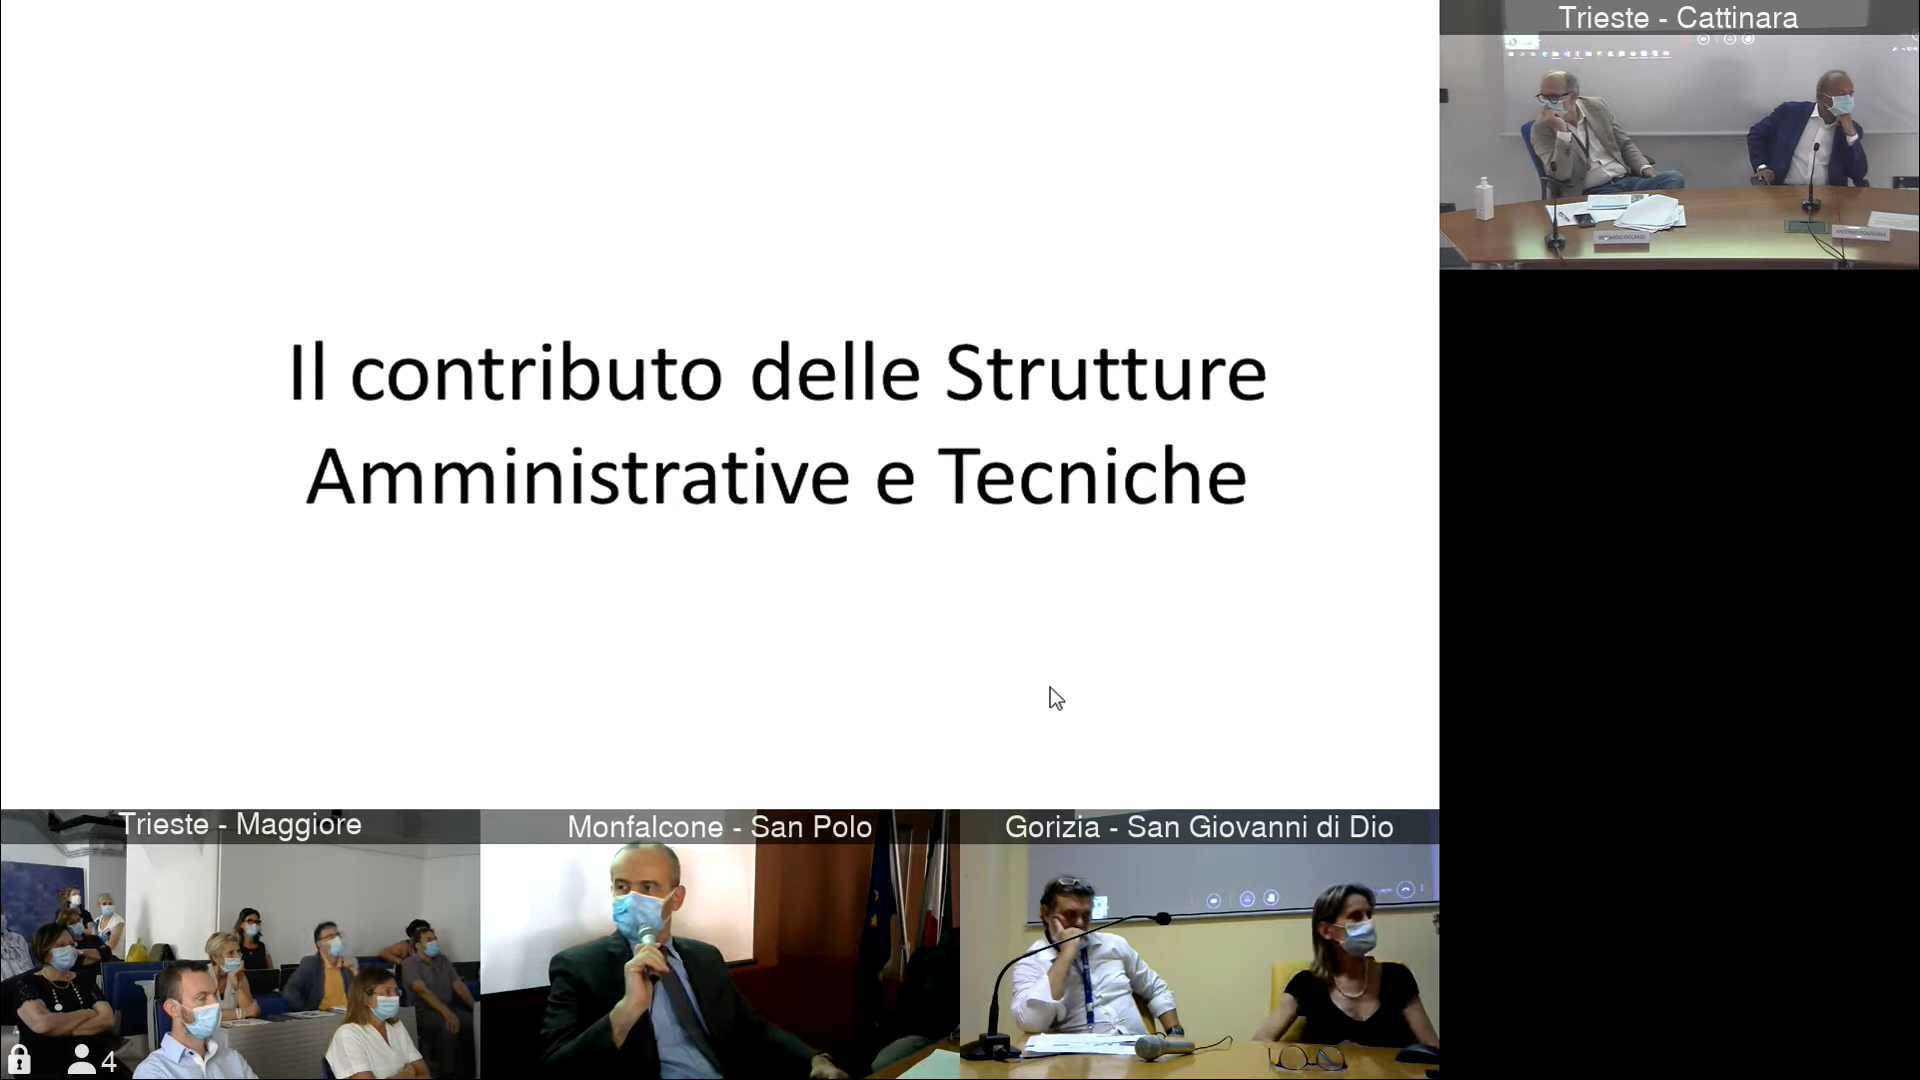 Trieste - Cattinara
Il contributo delle Strutture
Amministrative e Tecniche
Trieste - Maggiore
Monfalcone - San Polo
Gorizia - San Giovanni di Dio
4